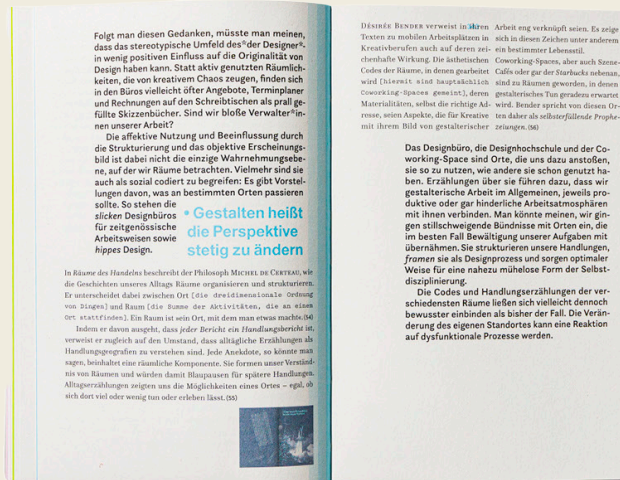 Folgt man diesen Gedanken, müsste man meinen,
dass das stereotypische Umfeld des*der Designer*-
in wenig positiven Einfluss auf die Originalität von
Design haben kann. Statt aktiv genutzten Räumlich-
keiten, die von kreativem Chaos zeugen, finden sich
in den Büros vielleicht öfter Angebote, Terminplaner
und Rechnungen auf den Schreibtischen als prall ge-
füllte Skizzenbücher. Sind wir bloße Verwalter*in-
nen unserer Arbeit?
Die affektive Nutzung und Beeinflussung durch
die Strukturierung und das objektive Erscheinungs-
bild ist dabei nicht die einzige Wahrnehmungsebe-
ne, auf der wir Räume betrachten. Vielmehr sind sie
auch als sozial codiert zu begreifen: Es gibt Vorstel-
lungen davon, was an bestimmten Orten passieren
sollte. So stehen die
slicken Designbüros
für zeitgenössische
Arbeitsweisen sowie
hippes Design.
• Gestalten heißt
die Perspektive
stetig zu ändern
In Räume des Handelns beschreibt der Philosoph MICHEL DE CERTEAU, wie
die Geschichten unseres Alltags Räume organisieren und strukturieren.
Er unterscheidet dabei zwischen Ort [die dreidimensionale Ordnung
von Dingen] und Raum [die Summe der Aktivitäten, die an einem
Ort stattfinden]. Ein Raum ist sein Ort, mit dem man etwas macht. (54)
Indem er davon ausgeht, dass jeder Bericht ein Handlungsbericht ist,
verweist er zugleich auf den Umstand, dass alltägliche Erzählungen als
Handlungsgeografien zu verstehen sind. Jede Anekdote, so könnte man
sagen, beinhaltet eine räumliche Komponente. Sie formen unser Verständ-
nis von Räumen und würden damit Blaupausen für spätere Handlungen.
Alltagserzählungen zeigten uns die Möglichkeiten eines Ortes – egal, ob
sich dort viel oder wenig tun oder erleben lässt. (55)
DÉSIRÉE BENDER verweist in ihren
Texten zu mobilen Arbeitsplätzen in
Kreativberufen auch auf deren zei-
chenhafte Wirkung. Die ästhetischen
Codes der Räume, in denen gearbeitet
wird [hiermit sind hauptsächlich
Coworking-Spaces gemeint], deren
Materialitäten, selbst die richtige Ad-
resse, seien Aspekte, die für Kreative
mit ihrem Bild von gestalterischer
Arbeit eng verknüpft seien. Es zeige
sich in diesen Zeichen unter anderem
ein bestimmter Lebensstil.
Coworking-Spaces, aber auch Szene-
Cafés oder gar der Starbucks nebenan,
sind zu Räumen geworden, in denen
gestalterisches Tun geradezu erwartet
wird. Bender spricht von diesen Or-
ten daher als selbsterfüllende Prophe-
zeiungen. (56)
Das Designbüro, die Designhochschule und der Co-
working-Space sind Orte, die uns dazu anstoßen,
sie so zu nutzen, wie andere sie schon genutzt ha-
ben. Erzählungen über sie führen dazu, dass wir
gestalterische Arbeit im Allgemeinen, jeweils pro-
duktive oder gar hinderliche Arbeitsatmosphären
mit ihnen verbinden. Man könnte meinen, wir gin-
gen stillschweigende Bündnisse mit Orten ein, die
im besten Fall Bewältigung unserer Aufgaben mit
übernähmen. Sie strukturieren unsere Handlungen,
framen sie als Designprozess und sorgen optimaler
Weise für eine nahezu mühelose Form der Selbst-
disziplinierung.
Die Codes und Handlungserzählungen der ver-
schiedensten Räume ließen sich vielleicht dennoch
bewusster einbinden als bisher der Fall. Die Verän-
derung des eigenen Standortes kann eine Reaktion
auf dysfunktionale Prozesse werden.